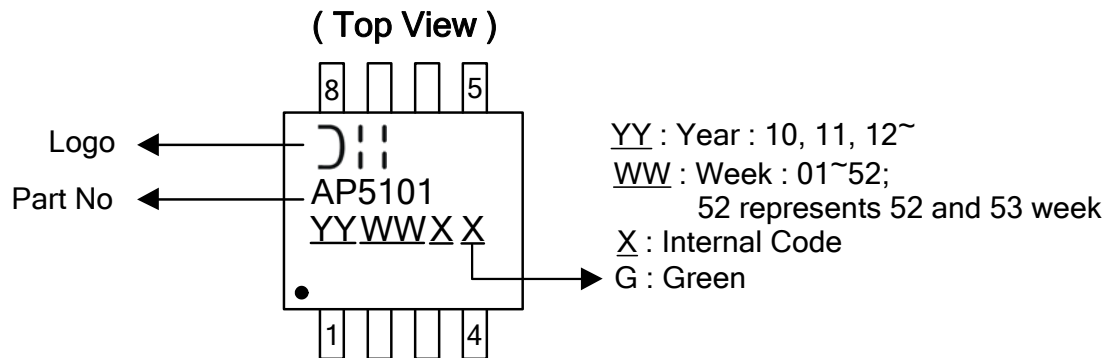 ( Top View )
8 5
Logo
Part No
AP5101
YYWWX X
1 4
YY : Year : 10, 11, 12~
WW : Week : 01~52;
52 represents 52 and 53 week
X : Internal Code
G : Green